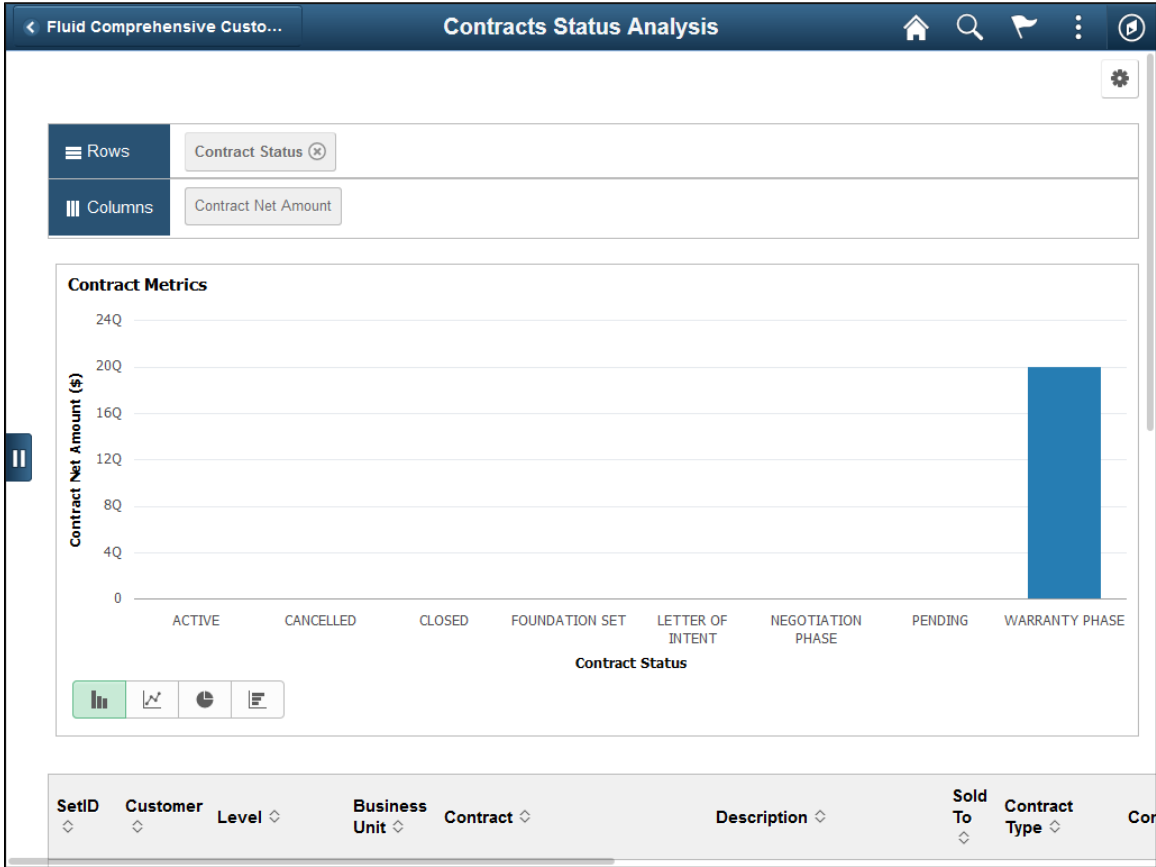 Fluid Comprehensive Custo...
Contracts Status Analysis
Rows
Contract Status
Columns
Contract Net Amount
Contract Metrics
Contract Net Amount ($)
24Q
20Q
16Q
12Q
8Q
4Q
0
ACTIVE
CANCELLED
CLOSED
FOUNDATION SET
LETTER OF
INTENT
NEGOTIATION
PHASE
PENDING
WARRANTY PHASE
Contract Status
SetID
Customer
Level
Business
Unit
Contract
Description
Sold
To
Contract
Type
Cor